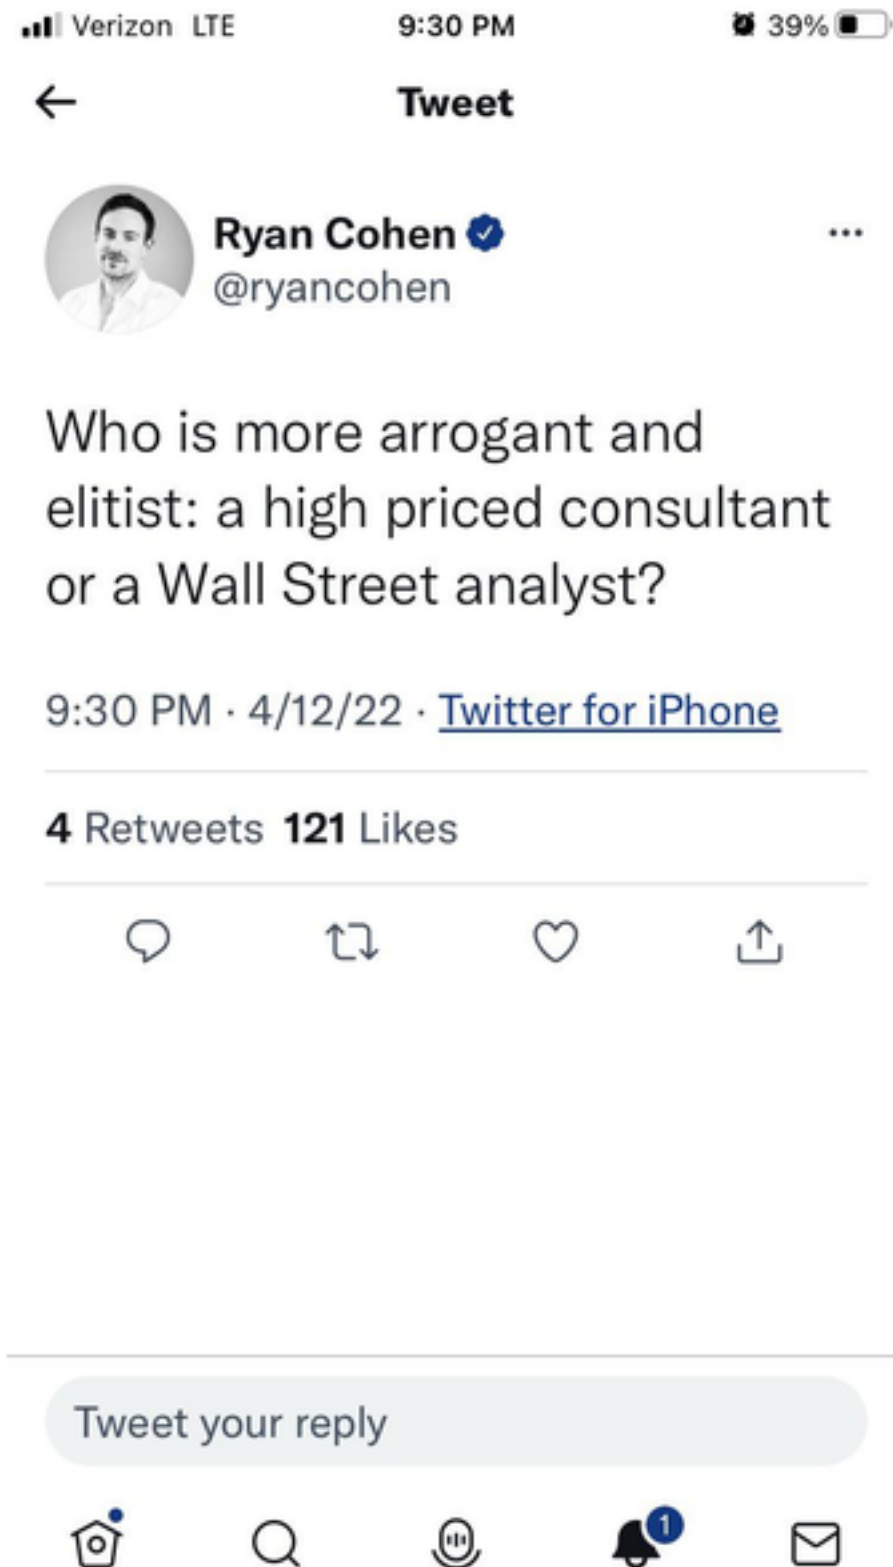 Verizon LTE 9:30 PM 39%
Tweet
Ryan Cohen
@ryancohen
Who is more arrogant and
elitist: a high priced consultant
or a Wall Street analyst?
9:30 PM · 4/12/22 · Twitter for iPhone
4 Retweets 121 Likes
Tweet your reply
1